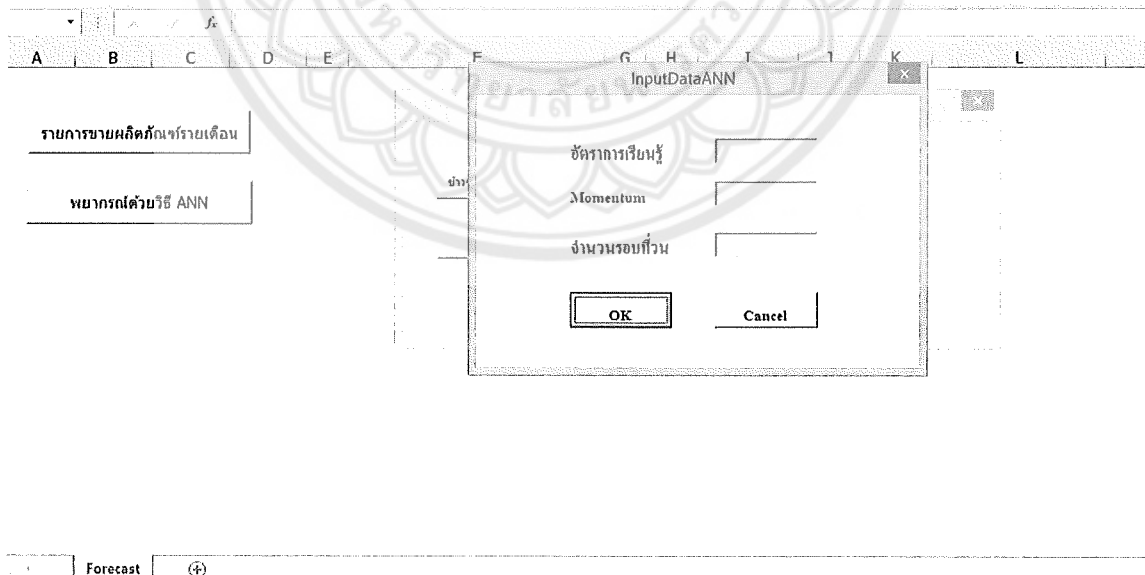 fx
A B C D E F G H I J K L
InputDataANN
รายการขายผลิตภัณฑ์รายเดือน
อัตราการเรียนรู้
พยากรณ์ด้วยวิธี ANN
Momentum
จำนวนรอบที่วน
OK Cancel
Forecast